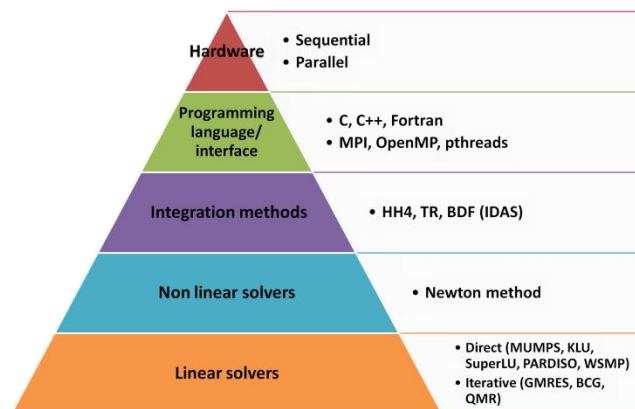 Hardware
• Sequential
• Parallel
Programming
language/
interface
• C, C++, Fortran
• MPI, OpenMP, pthreads
Integration methods
• HH4, TR, BDF (IDAS)
Non linear solvers
• Newton method
Linear solvers
• Direct (MUMPS, KLU,
SuperLU, PARDISO, WSMP)
• Iterative (GMRES, BCG,
QMR)